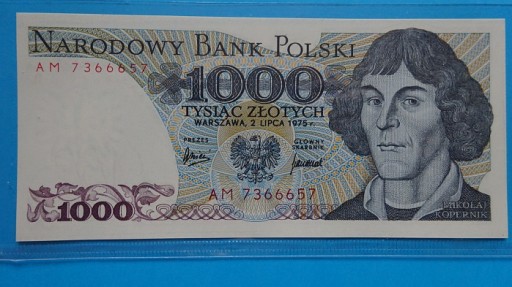 NARODOWY BANK POLSKI
AM 7366657
1000
TYSIĄC ZŁOTYCH
WARSZAWA, 2 LIPCA 1975 r.
PREZES
GŁÓWNY
SKARBNIK
AM 7366657
1000
MIKOŁAJ
KOPERNIK